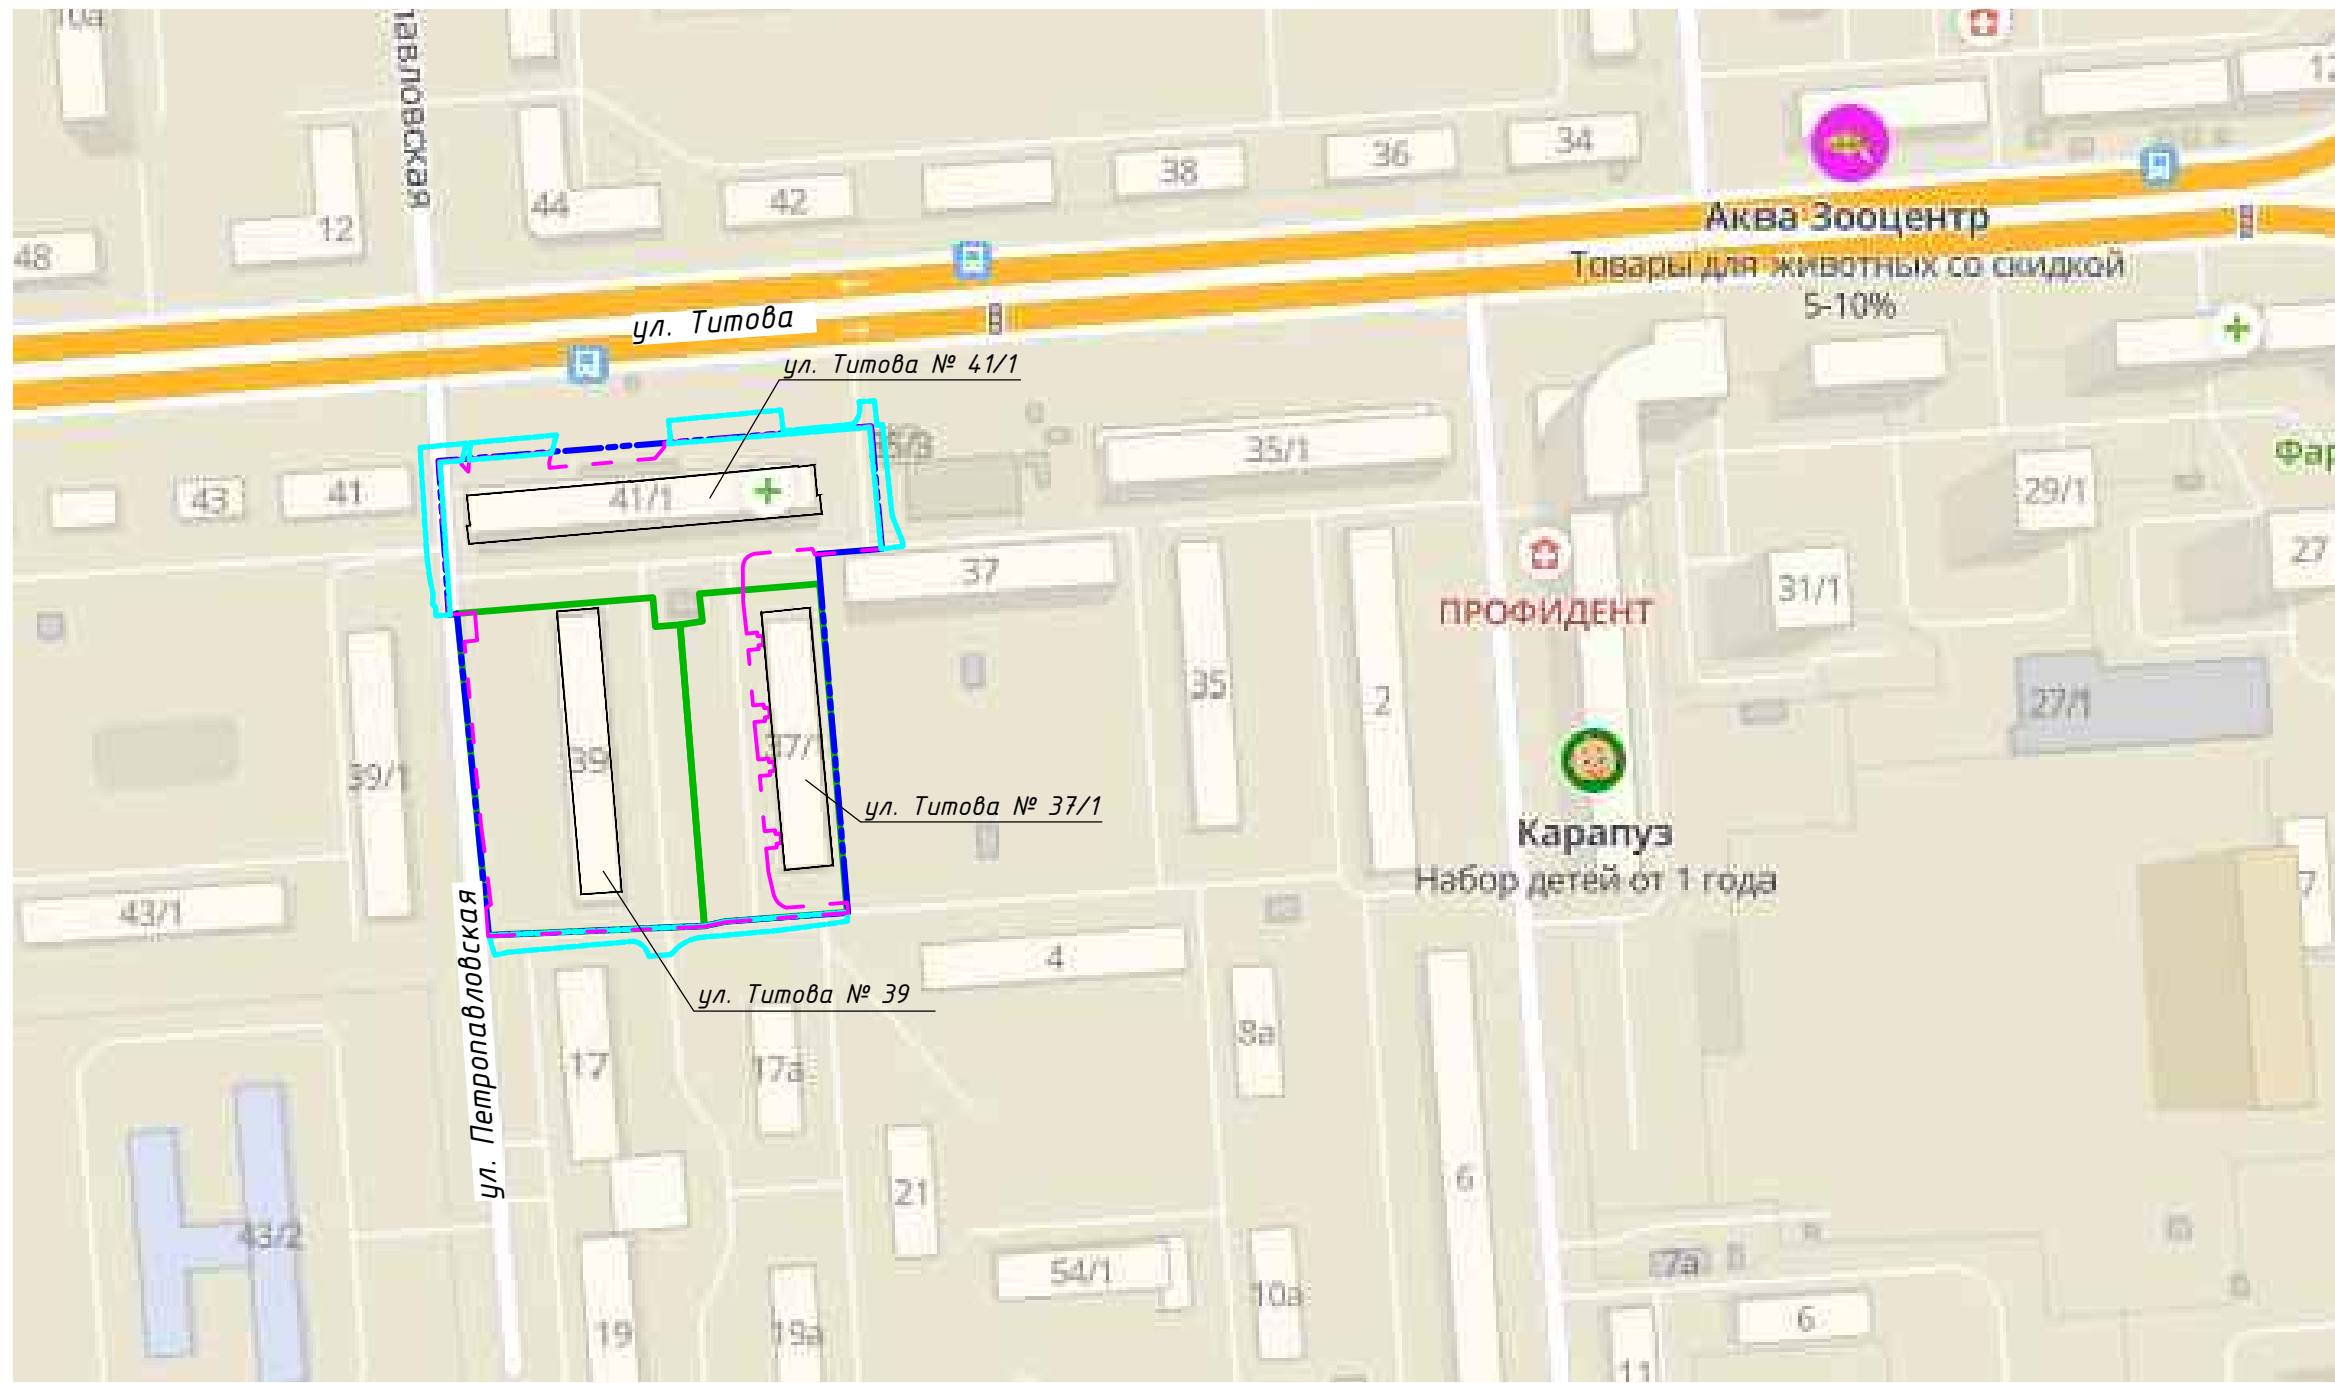 10а
павловская
12
44
42
38
36
34
12
48
Аква Зооцентр
Товары для животных со скидкой
5-10%
ул. Титова
ул. Титова № 41/1
35/1
43
41
41/1
29/1
27
37
31/1
ПРОФИДЕНТ
35
2
27/1
39/1
39
37/1
ул. Титова № 37/1
Карапуз
Набор детей от 1 года
7
43/1
4
ул. Титова № 39
ул. Петропавловская
17
17а
8а
21
6
43/2
54/1
10а
7а
19
19а
6
11